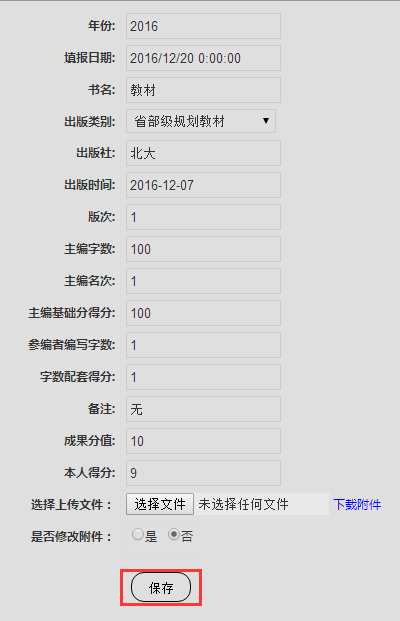 年份: 2016
填报日期: 2016/12/20 0:00:00
书名: 教材
出版类别: 省部级规划教材
出版社: 北大
出版时间: 2016-12-07
版次: 1
主编字数: 100
主编名次: 1
主编基础分得分: 100
参编者编写字数: 1
字数配套得分: 1
备注: 无
成果分值: 10
本人得分: 9
选择上传文件： 选择文件 未选择任何文件 下载附件
是否修改附件： 是 否
保存